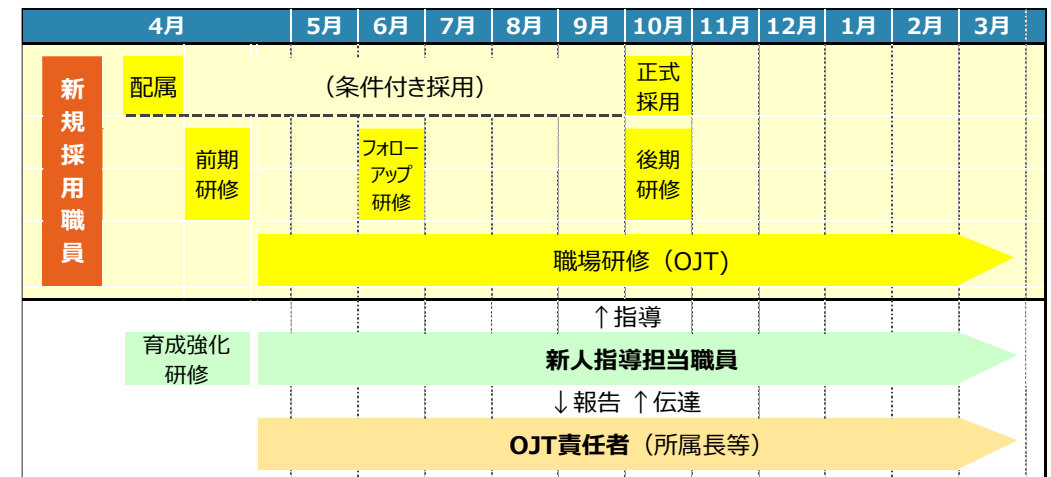 4月 5月 6月 7月 8月 9月 10月 11月 12月 1月 2月 3月
新規採用職員
配属
（条件付き採用）
正式
採用
前期
研修
フォロー
アップ
研修
後期
研修
職場研修（OJT)
↑指導
育成強化
研修
新人指導担当職員
↓報告 ↑伝達
OJT責任者（所属長等）